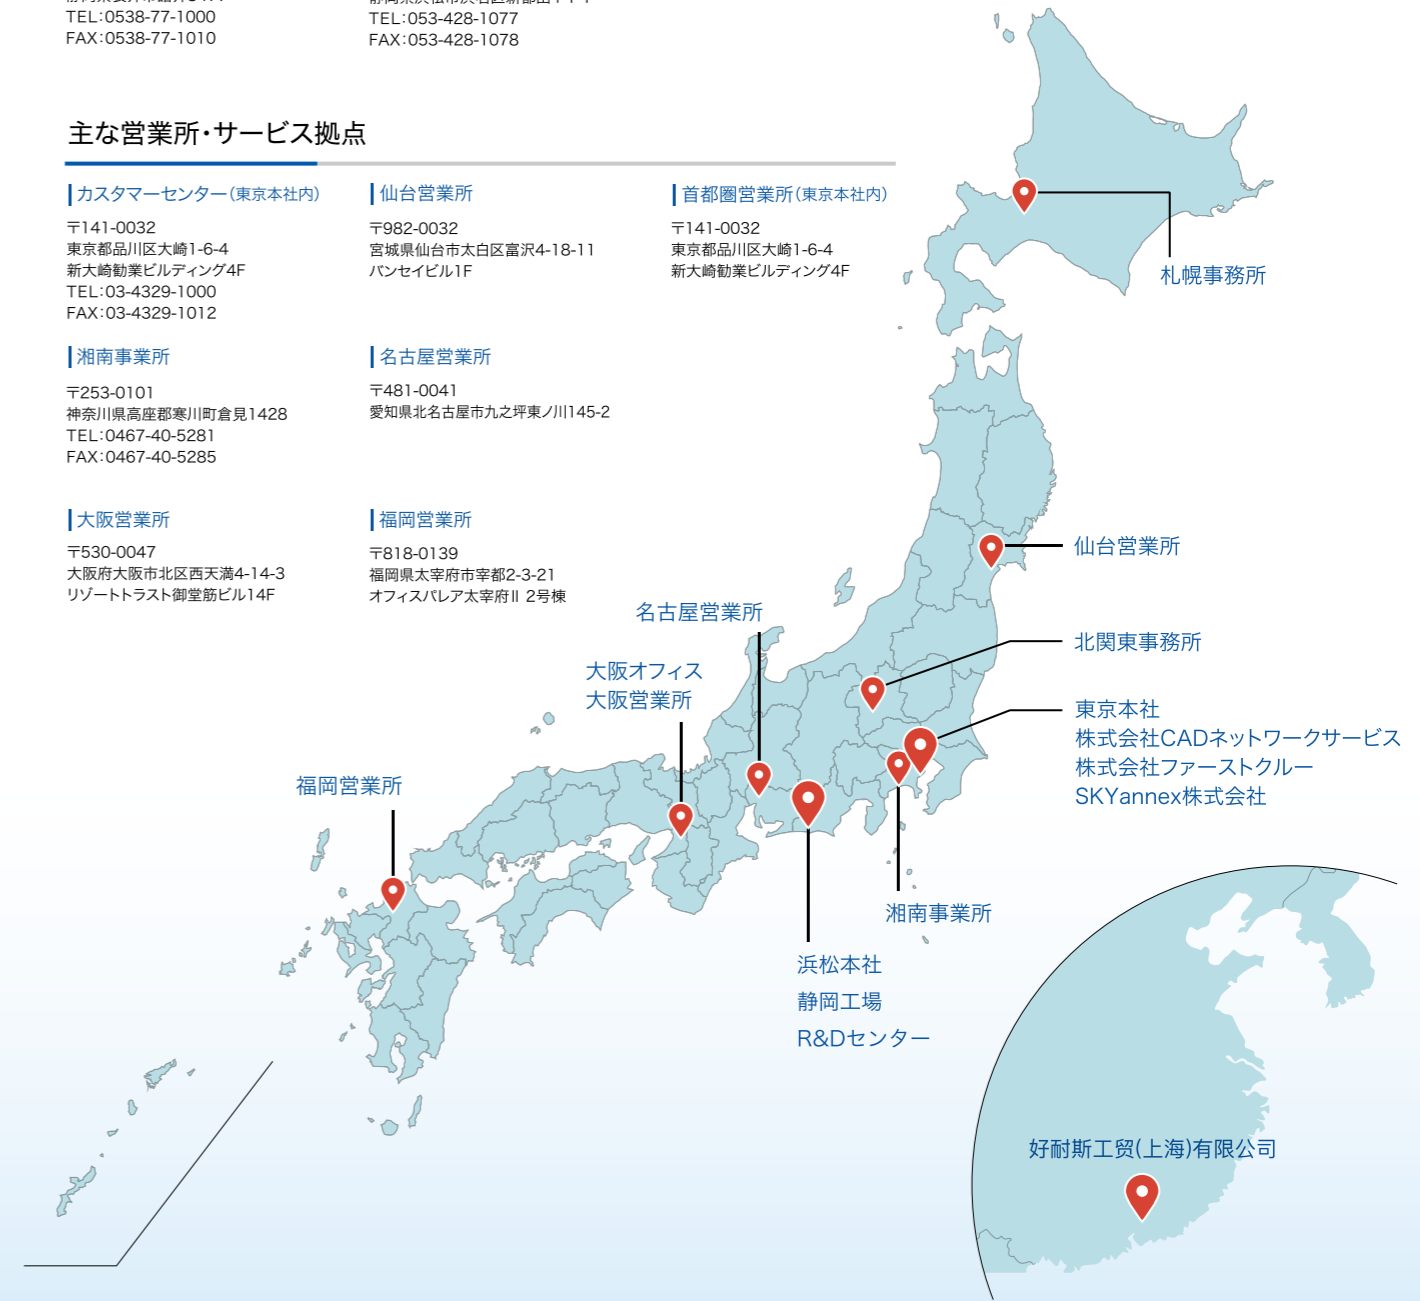 TEL:0538-77-1000
FAX:0538-77-1010
TEL:053-428-1077
FAX:053-428-1078
主な営業所・サービス拠点
カスタマーセンター（東京本社内）
〒141-0032
東京都品川区大崎1-6-4
新大崎勧業ビルディング4F
TEL:03-4329-1000
FAX:03-4329-1012
仙台営業所
〒982-0032
宮城県仙台市太白区富沢4-18-11
バンセイビル1F
首都圏営業所（東京本社内）
〒141-0032
東京都品川区大崎1-6-4
新大崎勧業ビルディング4F
湘南事業所
〒253-0101
神奈川県高座郡寒川町倉見1428
TEL:0467-40-5281
FAX:0467-40-5285
名古屋営業所
〒481-0041
愛知県北名古屋市九之坪東ノ川145-2
大阪営業所
〒530-0047
大阪府大阪市北区西天満4-14-3
リゾートトラスト御堂筋ビル14F
福岡営業所
〒818-0139
福岡県太宰府市宰都2-3-21
オフィスパレア太宰府Ⅱ 2号棟
札幌事務所
仙台営業所
名古屋営業所
北関東事務所
大阪オフィス
大阪営業所
東京本社
株式会社CADネットワークサービス
株式会社ファーストクルー
SKYannex株式会社
福岡営業所
湘南事業所
浜松本社
静岡工場
R&Dセンター
好耐斯工贸(上海)有限公司